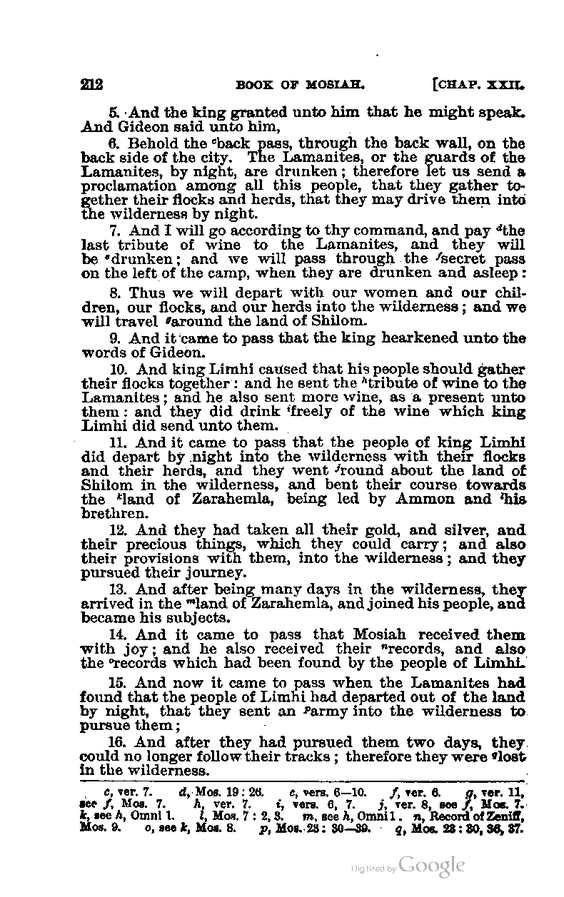 212 BOOK OF MOSIAH. [CHAP. XXII.
5. And the king granted unto him that he might speak.
And Gideon said unto him,
6. Behold the ᶜback pass, through the back wall, on the
back side of the city. The Lamanites, or the guards of the
Lamanites, by night, are drunken; therefore let us send a
proclamation among all this people, that they gather to-
gether their flocks and herds, that they may drive them into
the wilderness by night.
7. And I will go according to thy command, and pay ᵈthe
last tribute of wine to the Lamanites, and they will
be ᵉdrunken; and we will pass through the ᶠsecret pass
on the left of the camp, when they are drunken and asleep:
8. Thus we will depart with our women and our chil-
dren, our flocks, and our herds into the wilderness; and we
will travel ᵍaround the land of Shilom.
9. And it came to pass that the king hearkened unto the
words of Gideon.
10. And king Limhi caused that his people should gather
their flocks together: and he sent the ʰtribute of wine to the
Lamanites; and he also sent more wine, as a present unto
them: and they did drink ⁱfreely of the wine which king
Limhi did send unto them.
11. And it came to pass that the people of king Limhi
did depart by night into the wilderness with their flocks
and their herds, and they went ʲround about the land of
Shilom in the wilderness, and bent their course towards
the ᵏland of Zarahemla, being led by Ammon and ˡhis
brethren.
12. And they had taken all their gold, and silver, and
their precious things, which they could carry; and also
their provisions with them, into the wilderness; and they
pursued their journey.
13. And after being many days in the wilderness, they
arrived in the ᵐland of Zarahemla, and joined his people, and
became his subjects.
14. And it came to pass that Mosiah received them
with joy; and he also received their ⁿrecords, and also
the ᵒrecords which had been found by the people of Limhi.
15. And now it came to pass when the Lamanites had
found that the people of Limhi had departed out of the land
by night, that they sent an ᵖarmy into the wilderness to
pursue them;
16. And after they had pursued them two days, they
could no longer follow their tracks; therefore they were qlost
in the wilderness.
c, ver. 7. d, Mos. 19: 26. e, vers. 6–10. f, ver. 6. g, ver. 11,
see f, Mos. 7. h, ver. 7. i, vers. 6, 7. j, ver. 8, see f, Mos. 7.
k, see h, Omni 1. l, Mos. 7: 2, 3. m, see h, Omni 1. n, Record of Zeniff,
Mos. 9. o, see k, Mos. 8. p, Mos. 23: 30–39. q, Mos. 23: 30, 36, 37.
Digitized by Google